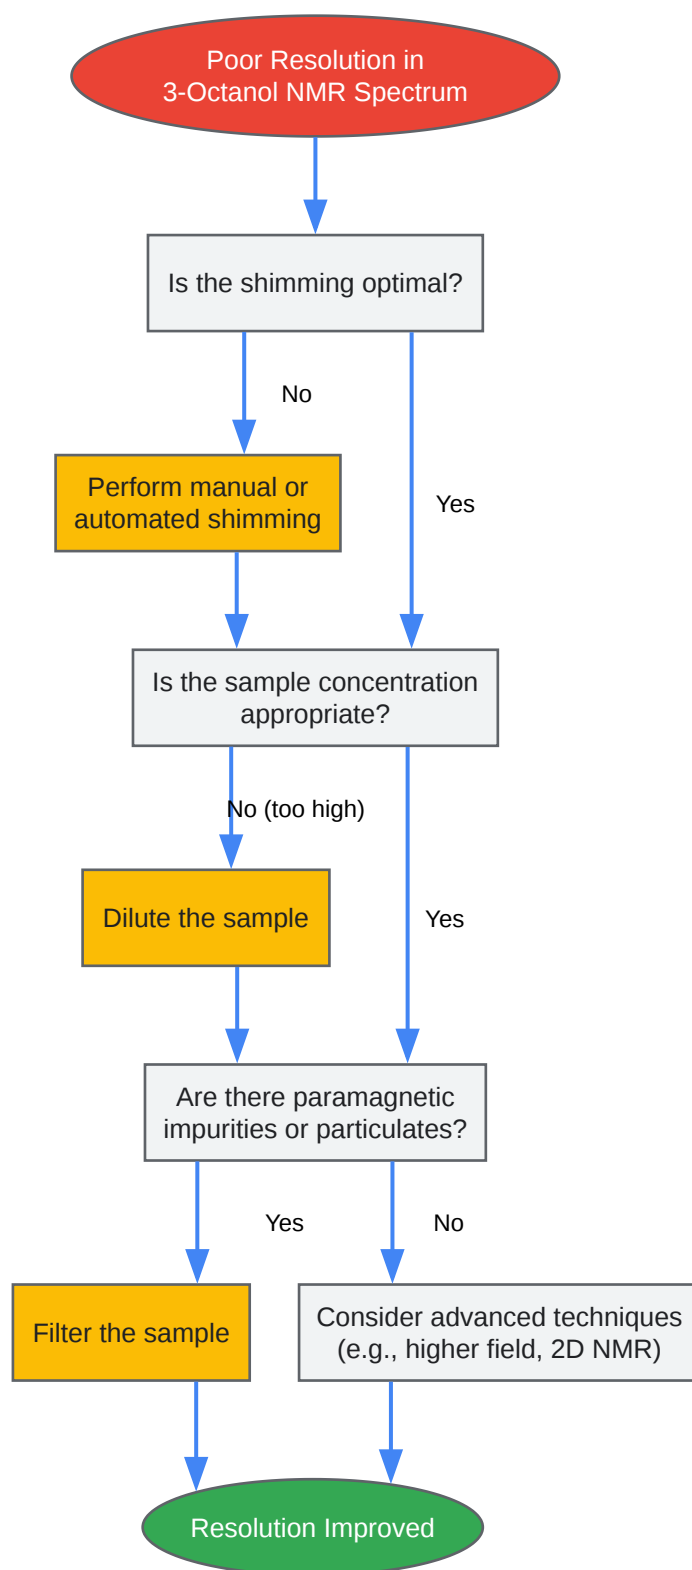 Poor Resolution in
3-Octanol NMR Spectrum
Is the shimming optimal?
No
Perform manual or
automated shimming
Yes
Is the sample concentration
appropriate?
No (too high)
Dilute the sample
Yes
Are there paramagnetic
impurities or particulates?
Yes
No
Filter the sample
Consider advanced techniques
(e.g., higher field, 2D NMR)
Resolution Improved